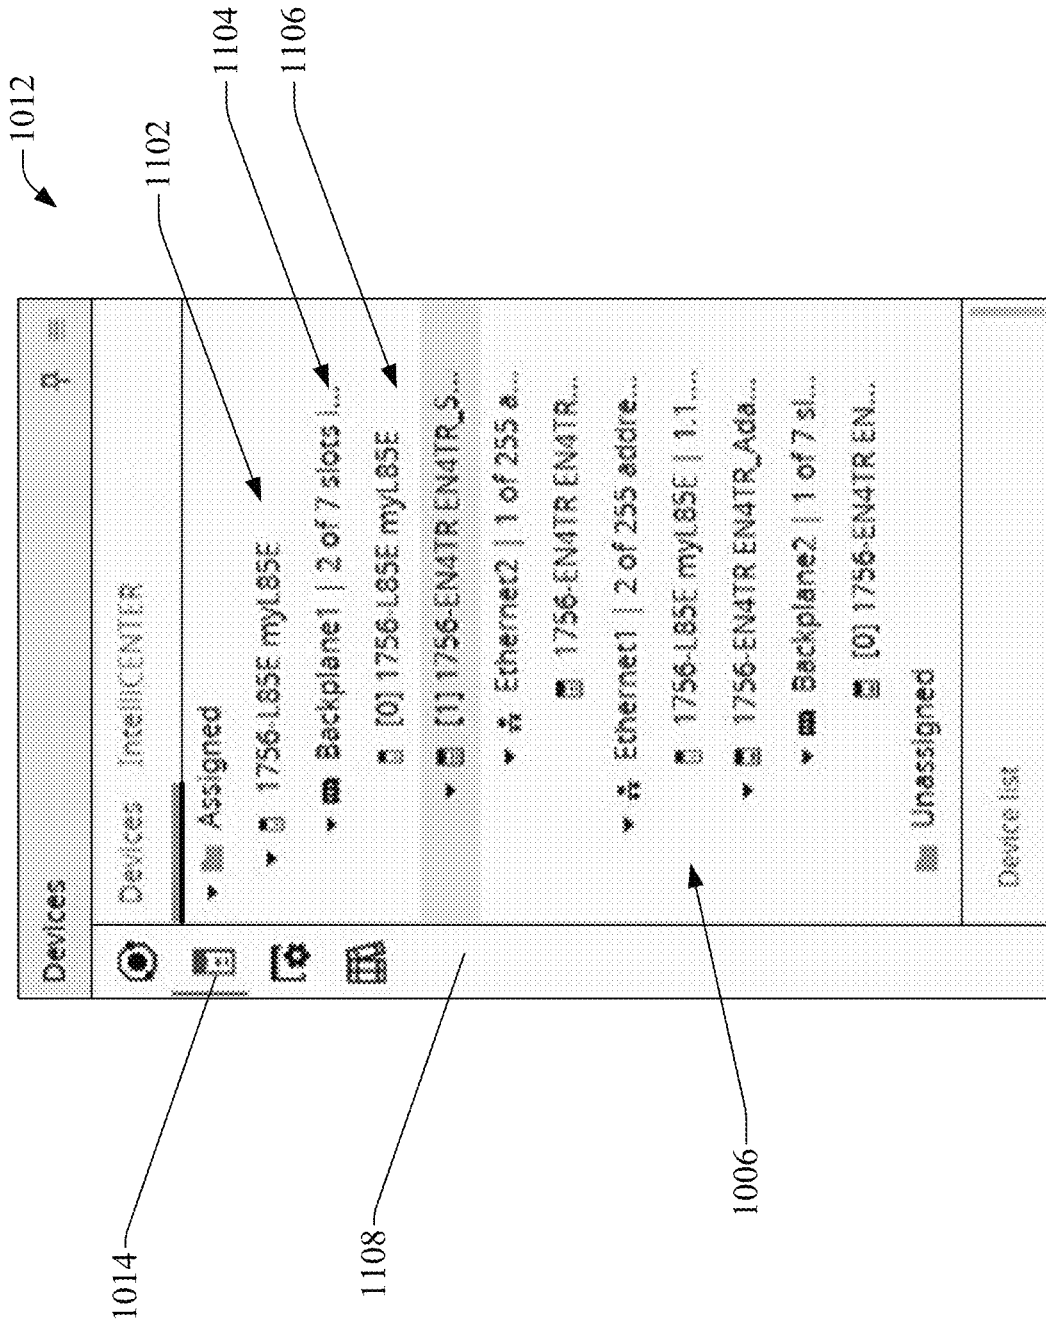 1012
1102
1104
1106
Devices
Devices IntelliCENTER
Assigned
1756-L85E myL85E
Backplane1 | 2 of 7 slots |...
[0] 1756-L85E myL85E
[1] 1756-EN4TR EN4TR_S...
Ethernet2 | 1 of 255 a...
1756-EN4TR EN4TR...
Ethernet1 | 2 of 255 addre...
1756-L85E myL85E | 1.1....
1756-EN4TR EN4TR_Ada...
Backplane2 | 1 of 7 sl...
[0] 1756-EN4TR EN...
Unassigned
Device list
1014
1108
1006